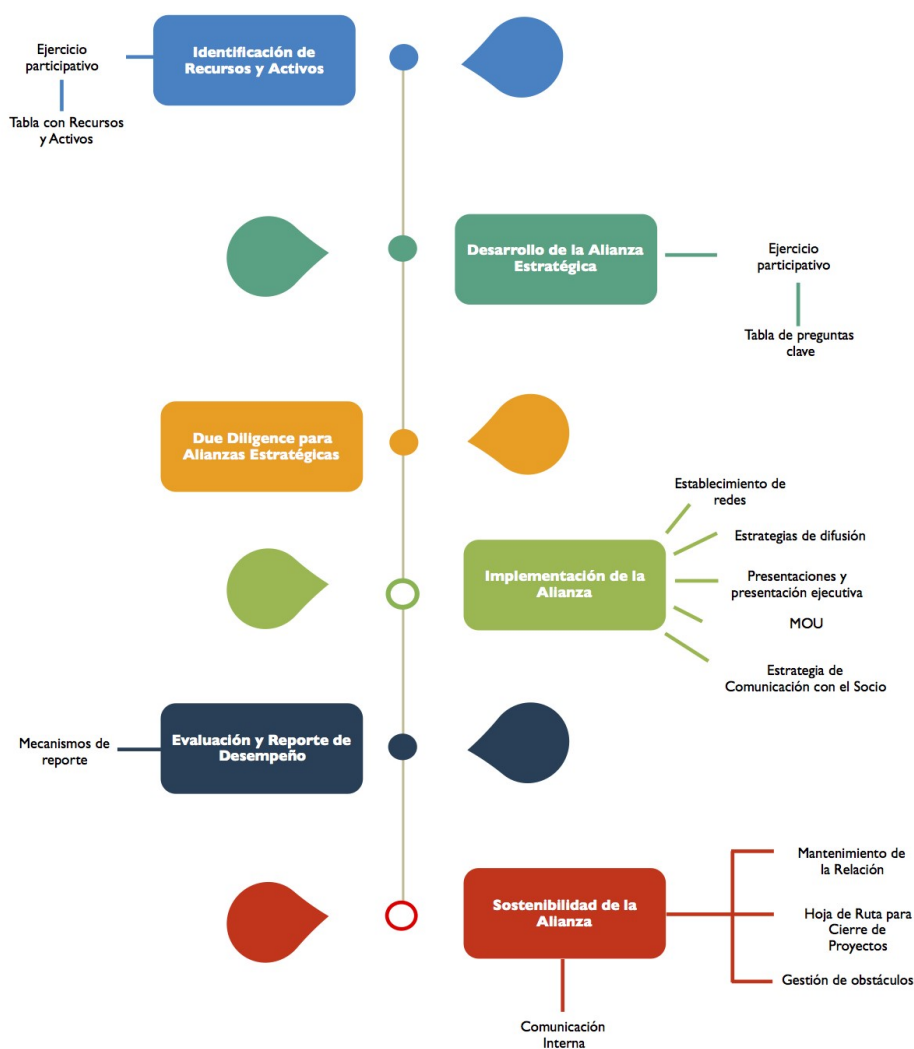 Ejercicio
participativo
Identificación de
Recursos y Activos
Tabla con Recursos
y Activos
Desarrollo de la Alianza
Estratégica
Ejercicio
participativo
Tabla de preguntas
clave
Due Diligence para
Alianzas Estratégicas
Establecimiento de
redes
Estrategias de difusión
Implementación de la
Alianza
Presentaciones y
presentación ejecutiva
MOU
Estrategia de
Comunicación con el Socio
Mecanismos de
reporte
Evaluación y Reporte de
Desempeño
Mantenimiento de
la Relación
Sostenibilidad de la
Alianza
Hoja de Ruta para
Cierre de
Proyectos
Gestión de obstáculos
Comunicación
Interna